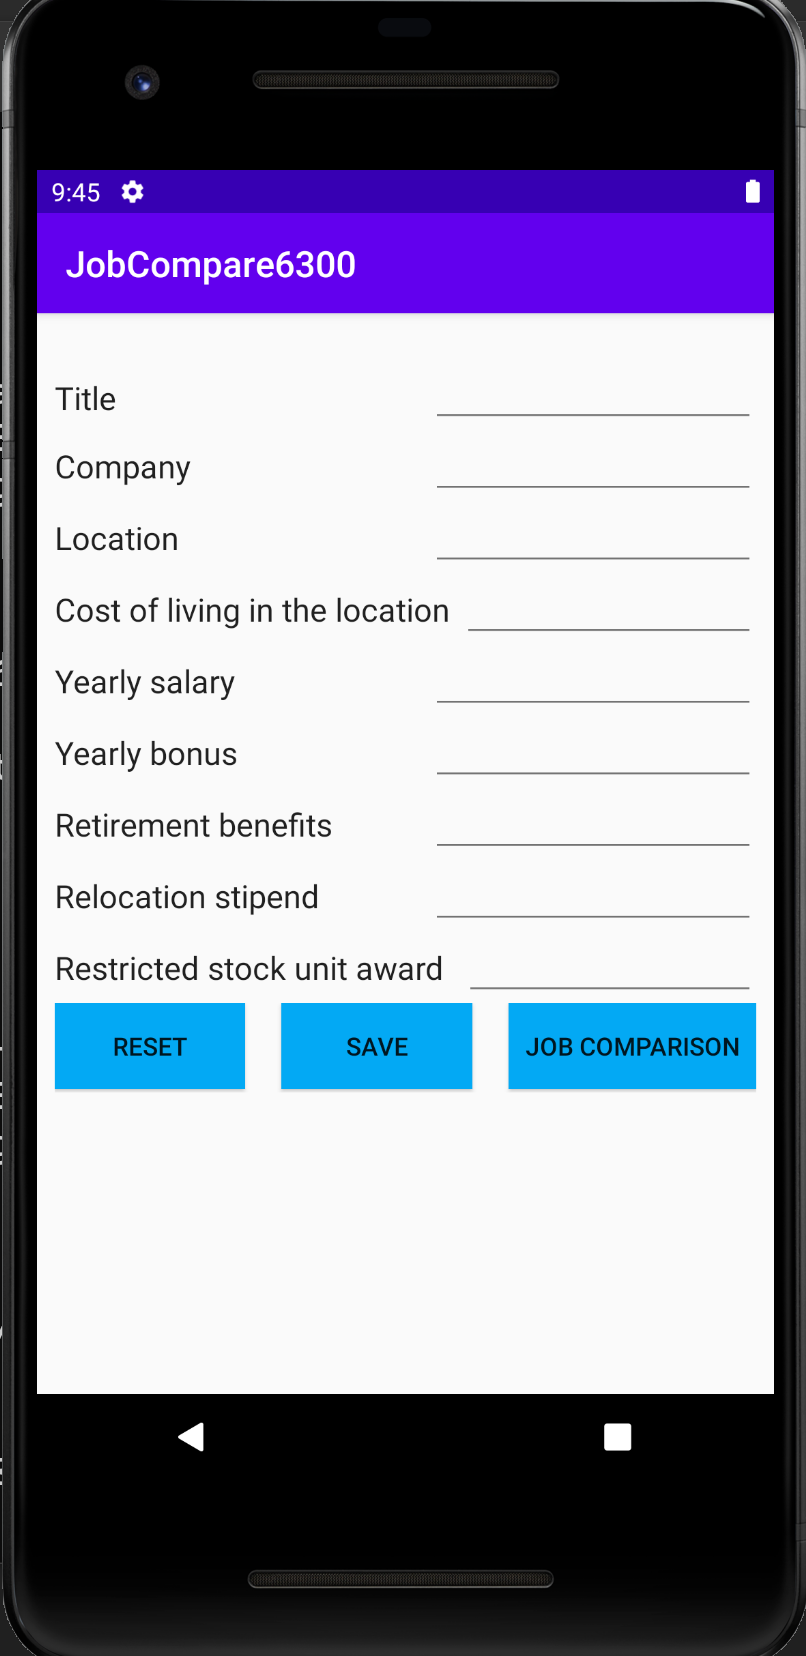 9:45
JobCompare6300
Title
Company
Location
Cost of living in the location
Yearly salary
Yearly bonus
Retirement benefits
Relocation stipend
Restricted stock unit award
RESET SAVE JOB COMPARISON